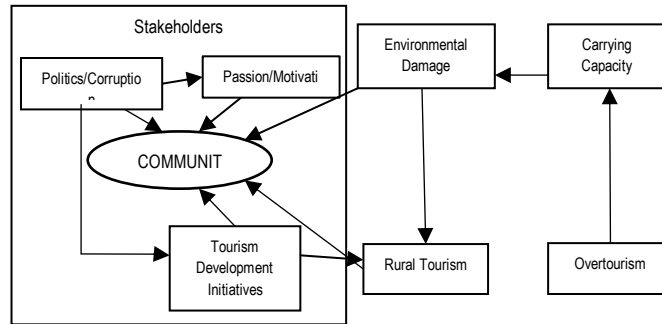 Stakeholders
Politics/Corruptio
n
Passion/Motivati
COMMUNIT
Tourism
Development
Initiatives
Environmental
Damage
Carrying
Capacity
Rural Tourism
Overtourism